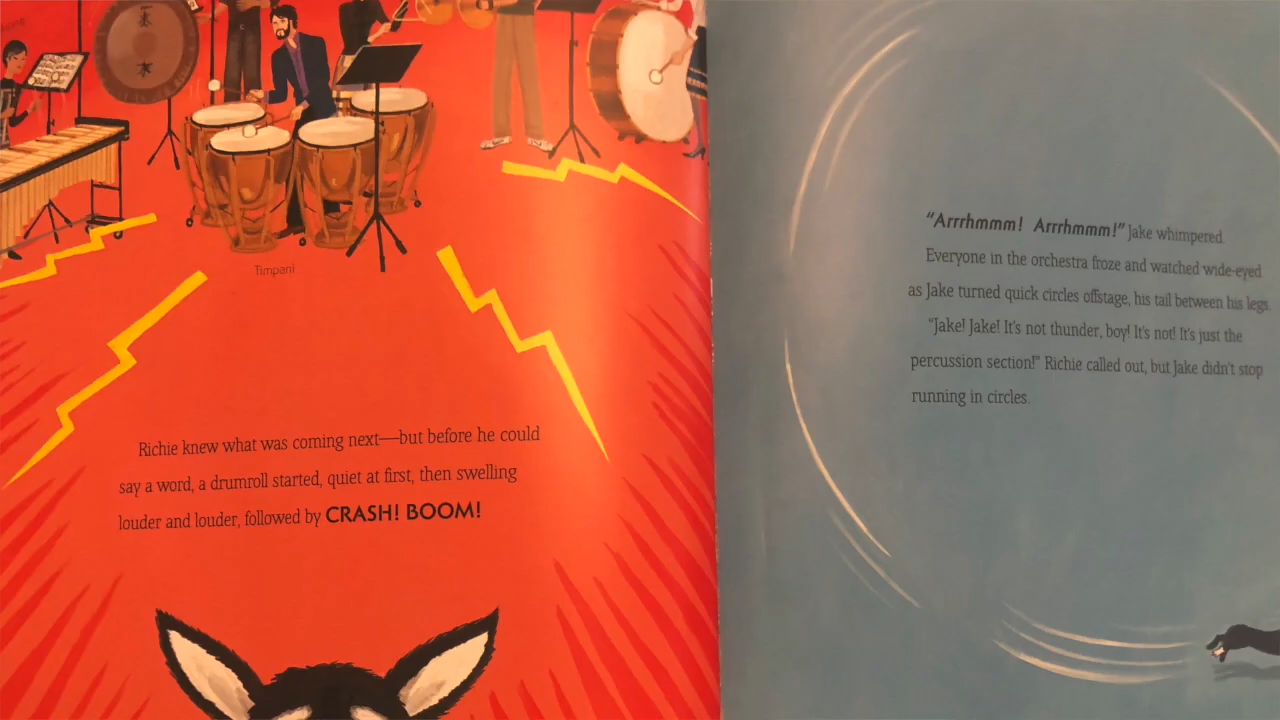 Timpani
Richie knew what was coming next—but before he could
say a word, a drumroll started, quiet at first, then swelling
louder and louder, followed by CRASH! BOOM!
“Arrrhmmm! Arrrhmmm!” Jake whimpered.
Everyone in the orchestra froze and watched wide-eyed
as Jake turned quick circles offstage, his tail between his legs.
“Jake! Jake! It's not thunder, boy! It's not! It's just the
percussion section!” Richie called out, but Jake didn't stop
running in circles.